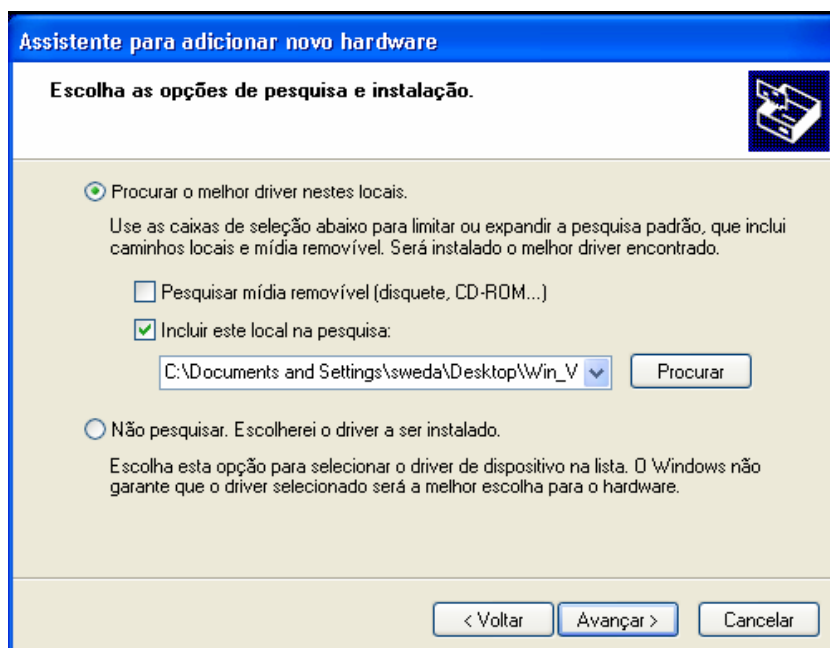 Assistente para adicionar novo hardware
Escolha as opções de pesquisa e instalação.
Procurar o melhor driver nestes locais.
Use as caixas de seleção abaixo para limitar ou expandir a pesquisa padrão, que inclui
caminhos locais e mídia removível. Será instalado o melhor driver encontrado.
Pesquisar mídia removível (disquete, CD-ROM...)
Incluir este local na pesquisa:
C:\Documents and Settings\sweda\Desktop\Win_V
Procurar
Não pesquisar. Escolherei o driver a ser instalado.
Escolha esta opção para selecionar o driver de dispositivo na lista. O Windows não
garante que o driver selecionado será a melhor escolha para o hardware.
< Voltar
Avançar >
Cancelar